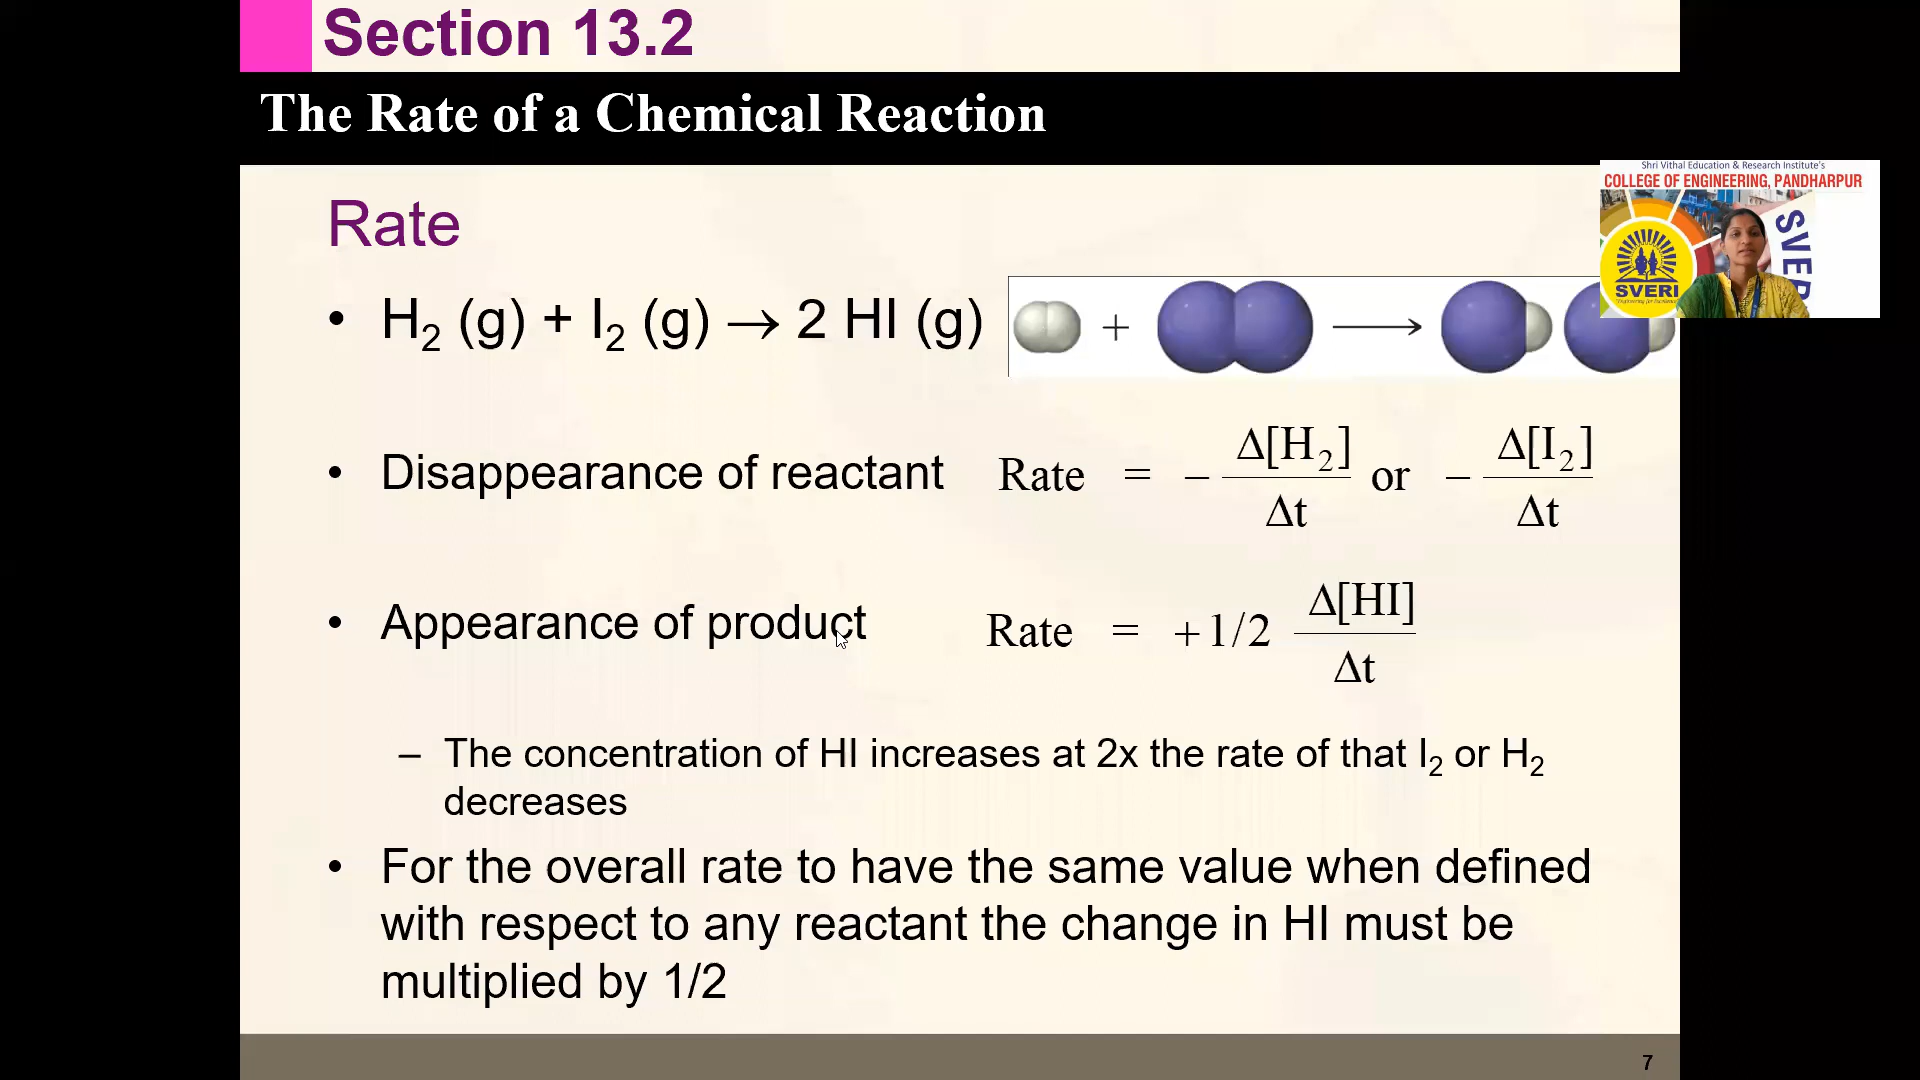 Section 13.2
The Rate of a Chemical Reaction
Shri Vithal Education & Research Institute's
COLLEGE OF ENGINEERING, PANDHARPUR
SVERI
SVER
Rate
• H₂ (g) + I₂ (g) → 2 HI (g)
+ →
• Disappearance of reactant Rate = − Δ[H₂]/Δt or − Δ[I₂]/Δt
• Appearance of product Rate = +1/2 Δ[HI]/Δt
– The concentration of HI increases at 2x the rate of that I₂ or H₂
decreases
• For the overall rate to have the same value when defined
with respect to any reactant the change in HI must be
multiplied by 1/2
7